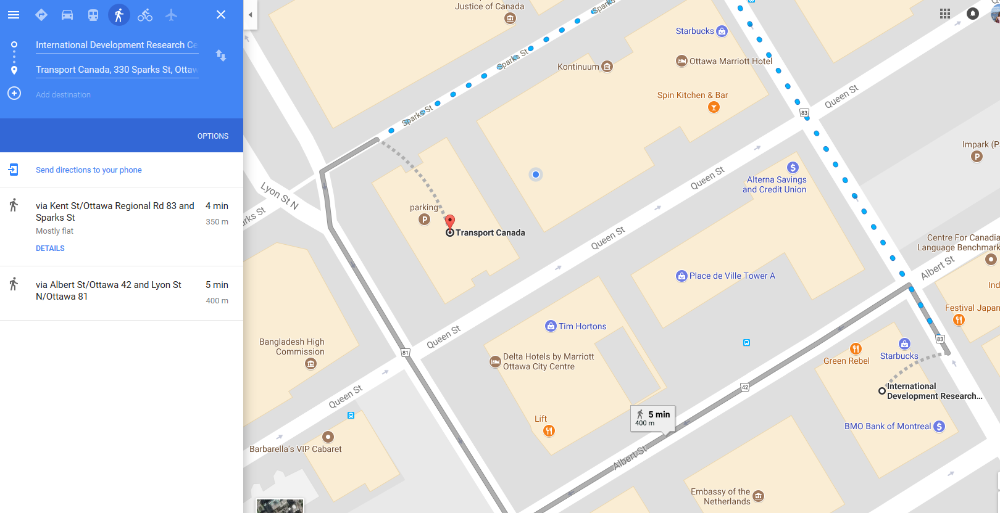 International Development Research Ce
Transport Canada, 330 Sparks St, Ottaw
Add destination
OPTIONS
Send directions to your phone
via Kent St/Ottawa Regional Rd 83 and
Sparks St
4 min
350 m
Mostly flat
DETAILS
via Albert St/Ottawa 42 and Lyon St
N/Ottawa 81
5 min
400 m
Justice of Canada
Sparks St
Starbucks
Ottawa Marriott Hotel
Kontinuum
Sparks St
Spin Kitchen & Bar
Queen St
83
Sparks St
Impark (P
Alterna Savings
and Credit Union
Queen St
Lyon St N
parking
P
rks St
Transport Canada
Queen St
Centre For Canadia
Language Benchmark
Albert St
Place de Ville Tower A
Ind
Festival Japan
Tim Hortons
Queen St
83
Bangladesh High
Commission
81
Delta Hotels by Marriott
Ottawa City Centre
Green Rebel
Starbucks
42
International
Development Research...
Queen St
5 min
400 m
Lift
BMO Bank of Montreal
Barbarella's VIP Cabaret
Albert St
Embassy of the
Netherlands